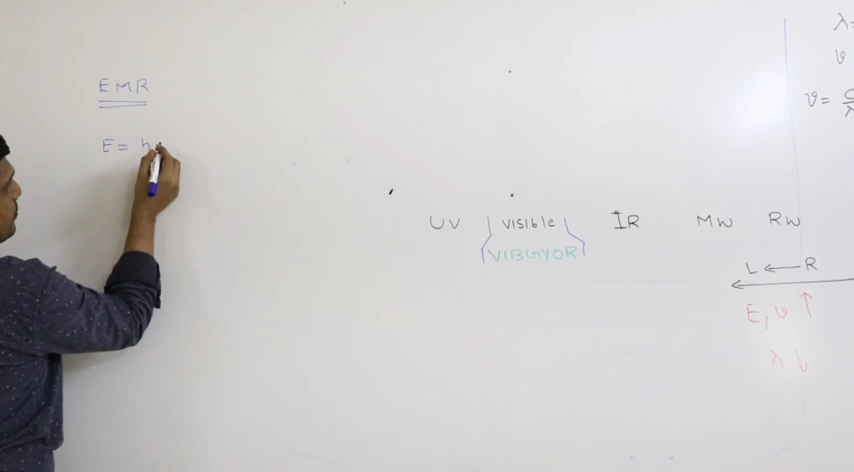 EMR
E = h
λ=
ν
ν = c/λ
UV visible IR MW RW
VIBGYOR
L ← R
E, ν ↑
λ ↓